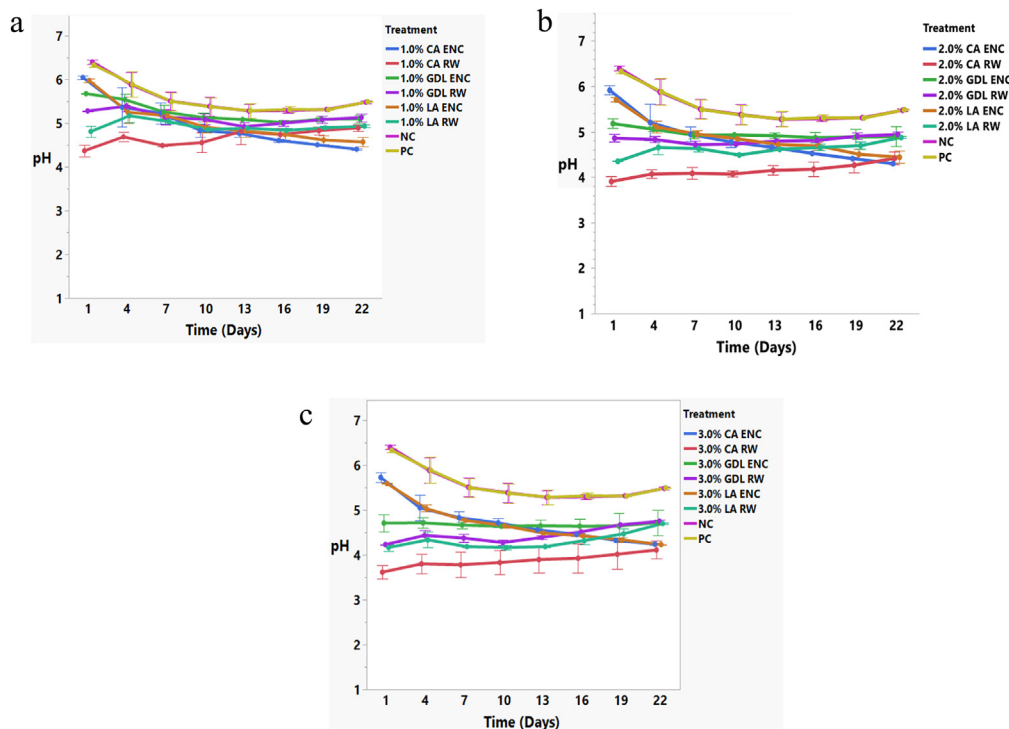 a
Treatment
1.0% CA ENC
1.0% CA RW
1.0% GDL ENC
1.0% GDL RW
1.0% LA ENC
1.0% LA RW
NC
PC
pH
7
6
5
4
3
2
1
1 4 7 10 13 16 19 22
Time (Days)
b
Treatment
2.0% CA ENC
2.0% CA RW
2.0% GDL ENC
2.0% GDL RW
2.0% LA ENC
2.0% LA RW
NC
PC
pH
7
6
5
4
3
2
1
1 4 7 10 13 16 19 22
Time (Days)
c
Treatment
3.0% CA ENC
3.0% CA RW
3.0% GDL ENC
3.0% GDL RW
3.0% LA ENC
3.0% LA RW
NC
PC
pH
7
6
5
4
3
2
1
1 4 7 10 13 16 19 22
Time (Days)